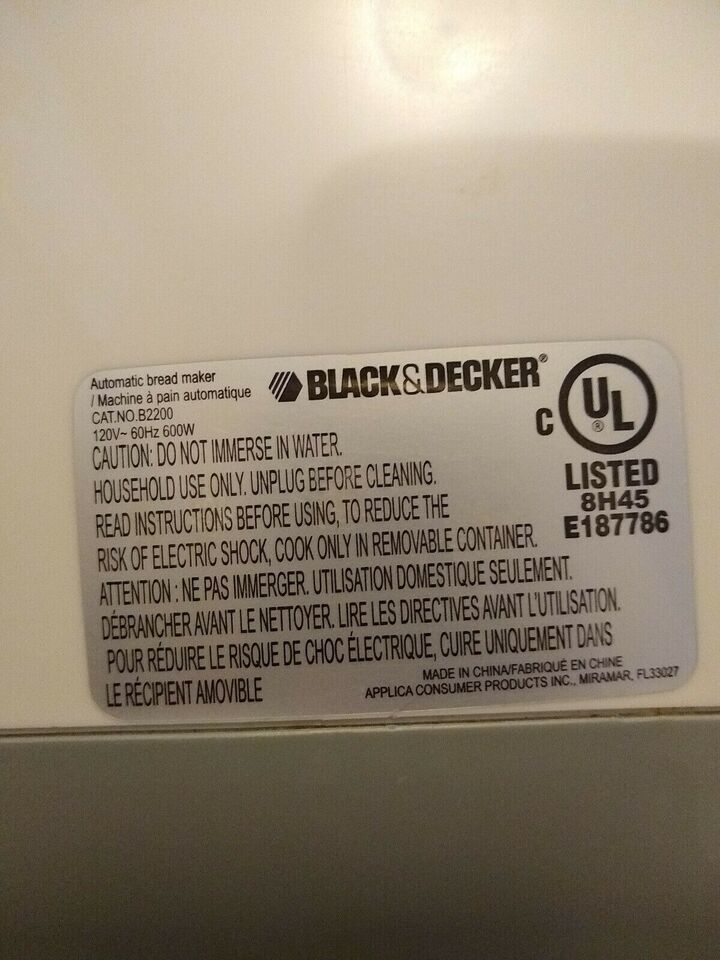 Automatic bread maker
/ Machine à pain automatique
CAT.NO.B2200
120V~ 60Hz 600W
BLACK&DECKER®
C UL ®
LISTED
8H45
E187786
CAUTION: DO NOT IMMERSE IN WATER.
HOUSEHOLD USE ONLY. UNPLUG BEFORE CLEANING.
READ INSTRUCTIONS BEFORE USING, TO REDUCE THE
RISK OF ELECTRIC SHOCK, COOK ONLY IN REMOVABLE CONTAINER.
ATTENTION : NE PAS IMMERGER. UTILISATION DOMESTIQUE SEULEMENT.
DÉBRANCHER AVANT LE NETTOYER. LIRE LES DIRECTIVES AVANT L'UTILISATION.
POUR RÉDUIRE LE RISQUE DE CHOC ÉLECTRIQUE, CUIRE UNIQUEMENT DANS
LE RÉCIPIENT AMOVIBLE
MADE IN CHINA/FABRIQUÉ EN CHINE
APPLICA CONSUMER PRODUCTS INC., MIRAMAR, FL33027